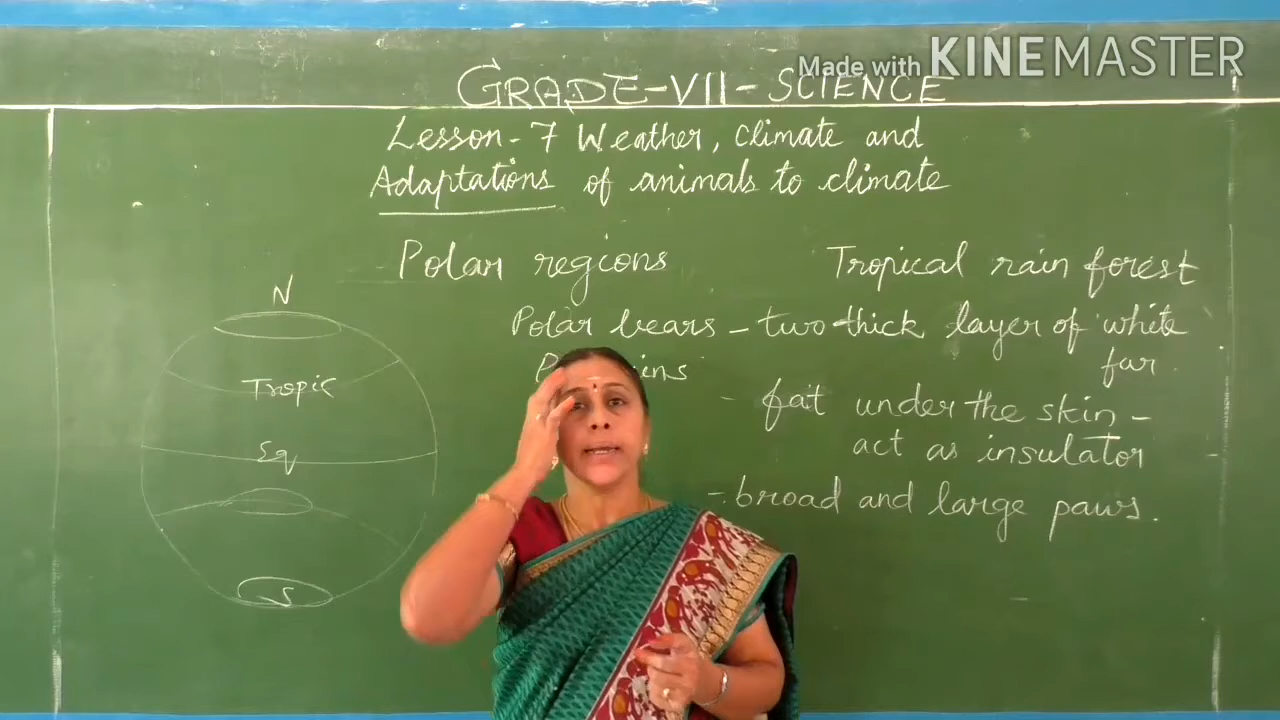 Made with KINEMASTER
GRADE-VII-SCIENCE
Lesson-7 Weather, Climate and
Adaptations of animals to climate
Polar regions
Tropical rain forest
N
Polar bears - two thick layer of white
fur.
Tropic
- fat under the skin -
act as insulator
Eq
- broad and large paws.
S